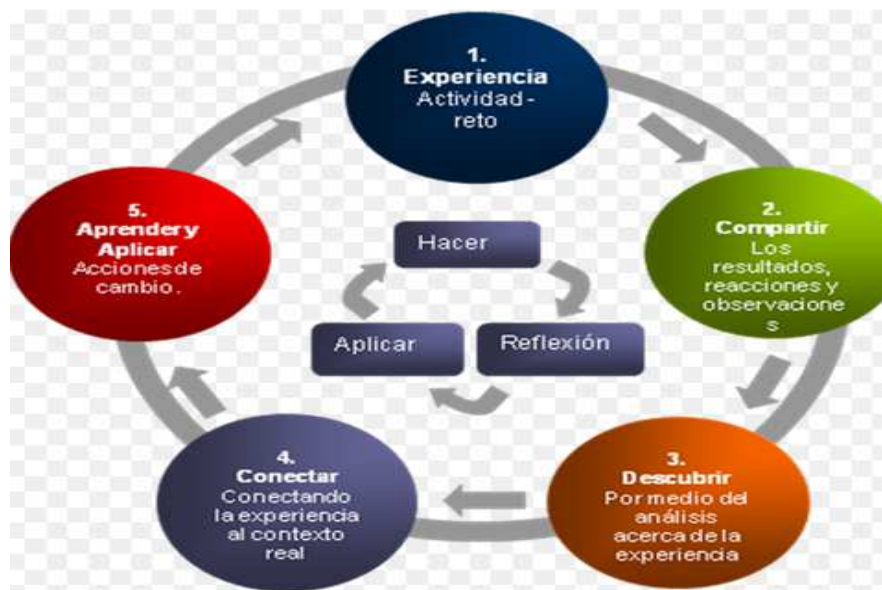 1.
Experiencia
Actividad -
reto
2.
Compartir
Los
resultados,
reacciones y
observacione
s
3.
Descubrir
Por medio del
análisis
acerca de la
experiencia
4.
Conectar
Conectando
la experiencia
al contexto
real
5.
Aprender y
Aplicar
Acciones de
cambio.
Hacer
Reflexión
Aplicar